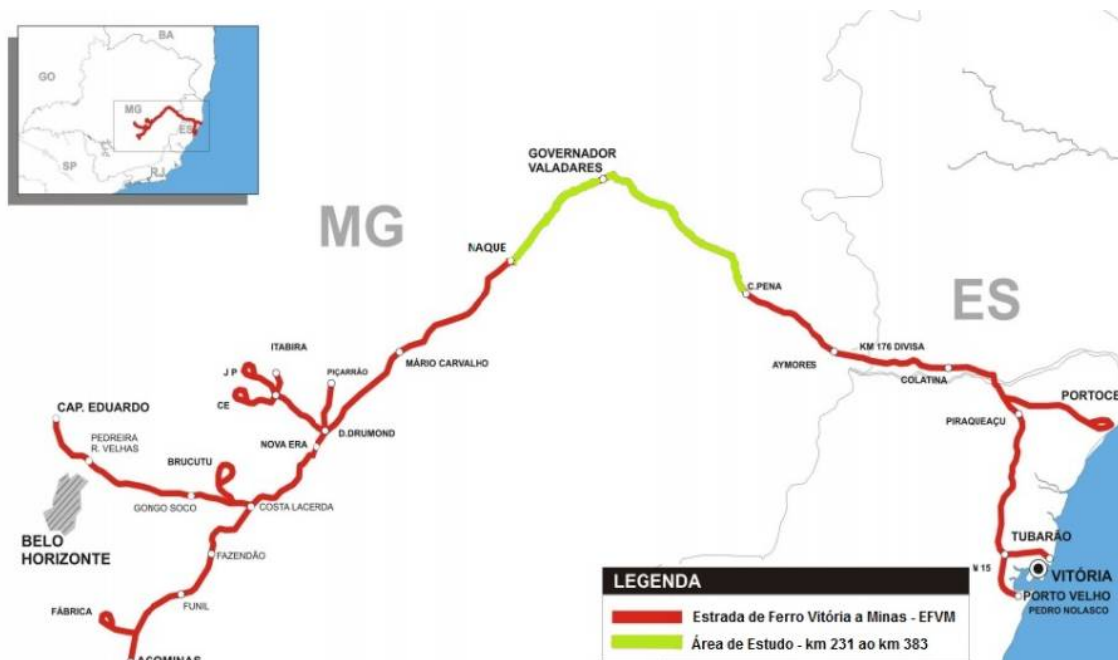 BA
GO
MG
ES
SP
RJ
GOVERNADOR
VALADARES
MG
NAQUE
C.PENA
ES
ITABIRA
MÁRIO CARVALHO
KM 176 DIVISA
AYMORES
J P
PIÇARRÃO
COLATINA
PORTOCE
CE
CAP. EDUARDO
D.DRUMOND
PIRAQUEAÇU
PEDREIRA
R. VELHAS
NOVA ERA
BRUCUTU
GONGO SOCO
COSTA LACERDA
BELO
HORIZONTE
TUBARÃO
FAZENDÃO
VITÓRIA
FUNIL
PORTO VELHO
PEDRO NOLASCO
FÁBRICA
LEGENDA
Estrada de Ferro Vitória a Minas - EFVM
Área de Estudo - km 231 ao km 383